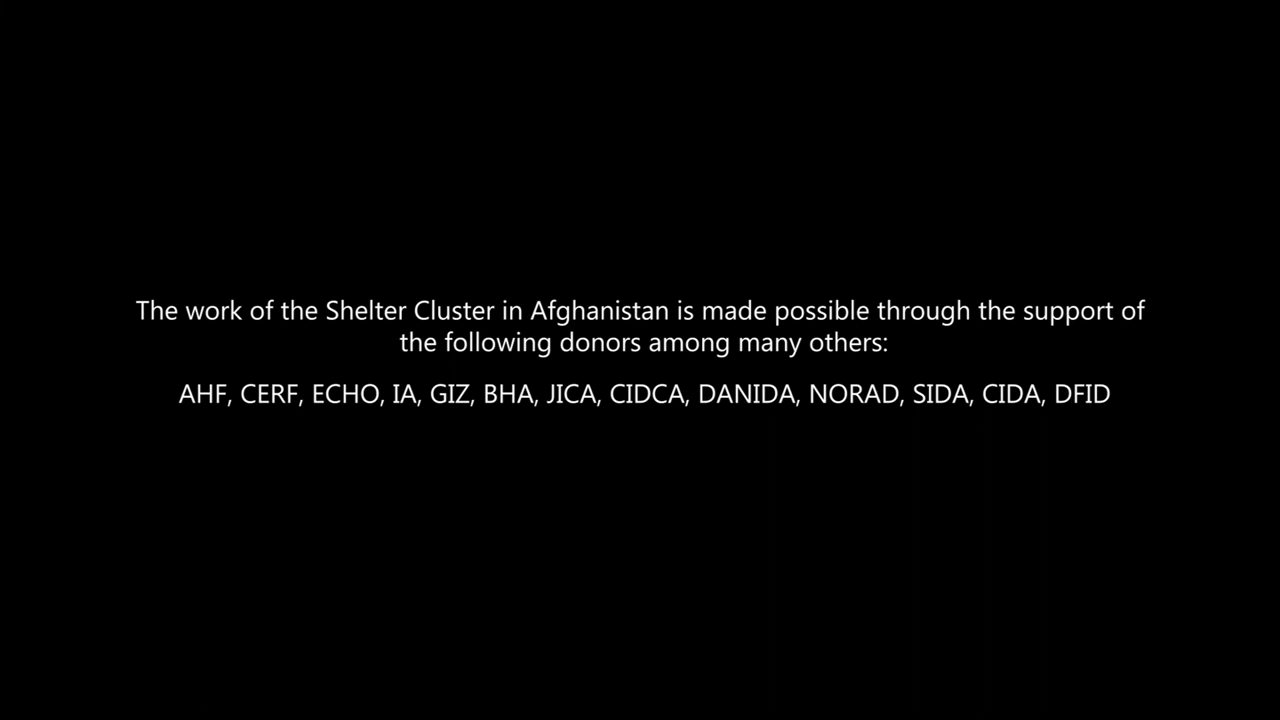 The work of the Shelter Cluster in Afghanistan is made possible through the support of
the following donors among many others:
AHF, CERF, ECHO, IA, GIZ, BHA, JICA, CIDCA, DANIDA, NORAD, SIDA, CIDA, DFID